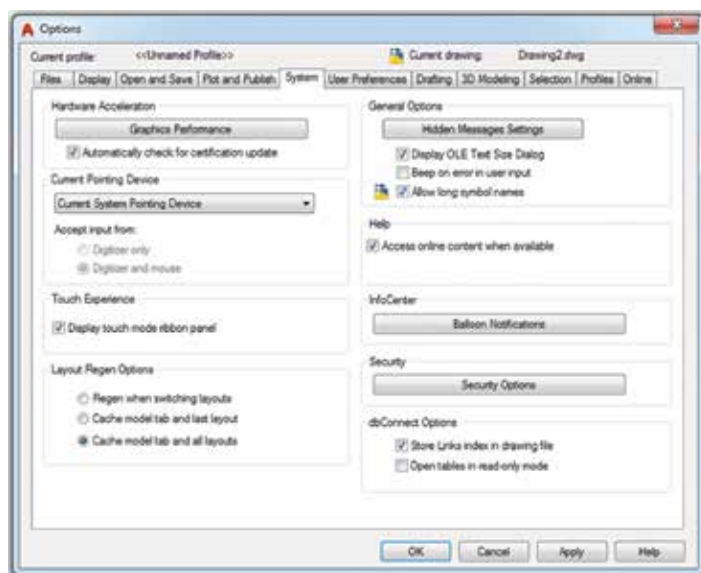 Options
Current profile: <<Unnamed Profile>> Current drawing: Drawing2.dwg
Files Display Open and Save Plot and Publish System User Preferences Drafting 3D Modeling Selection Profiles Online
Hardware Acceleration
Graphics Performance
Automatically check for certification update
Current Pointing Device
Current System Pointing Device
Accept input from:
Digitizer only
Digitizer and mouse
Touch Experience
Display touch mode ribbon panel
Layout Regen Options
Regen when switching layouts
Cache model tab and last layout
Cache model tab and all layouts
General Options
Hidden Messages Settings
Display OLE Text Size Dialog
Beep on error in user input
Allow long symbol names
Help
Access online content when available
InfoCenter
Balloon Notifications
Security
Security Options
dbConnect Options
Store Links index in drawing file
Open tables in read-only mode
OK Cancel Apply Help